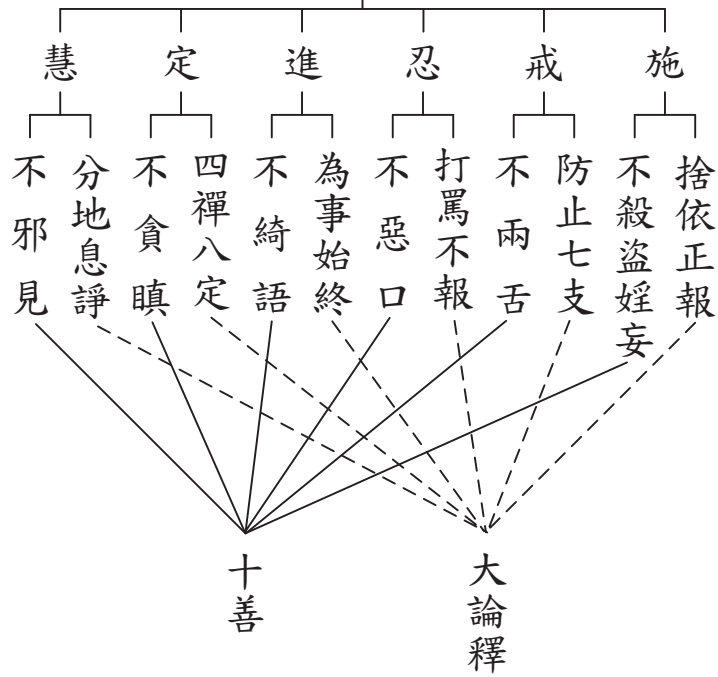 施
戒
忍
進
定
慧
捨依正報
不殺盜婬妄
防止七支
不兩舌
打罵不報
不惡口
為事始終
不綺語
四禪八定
不貪瞋
分地息諍
不邪見
大論釋
十善